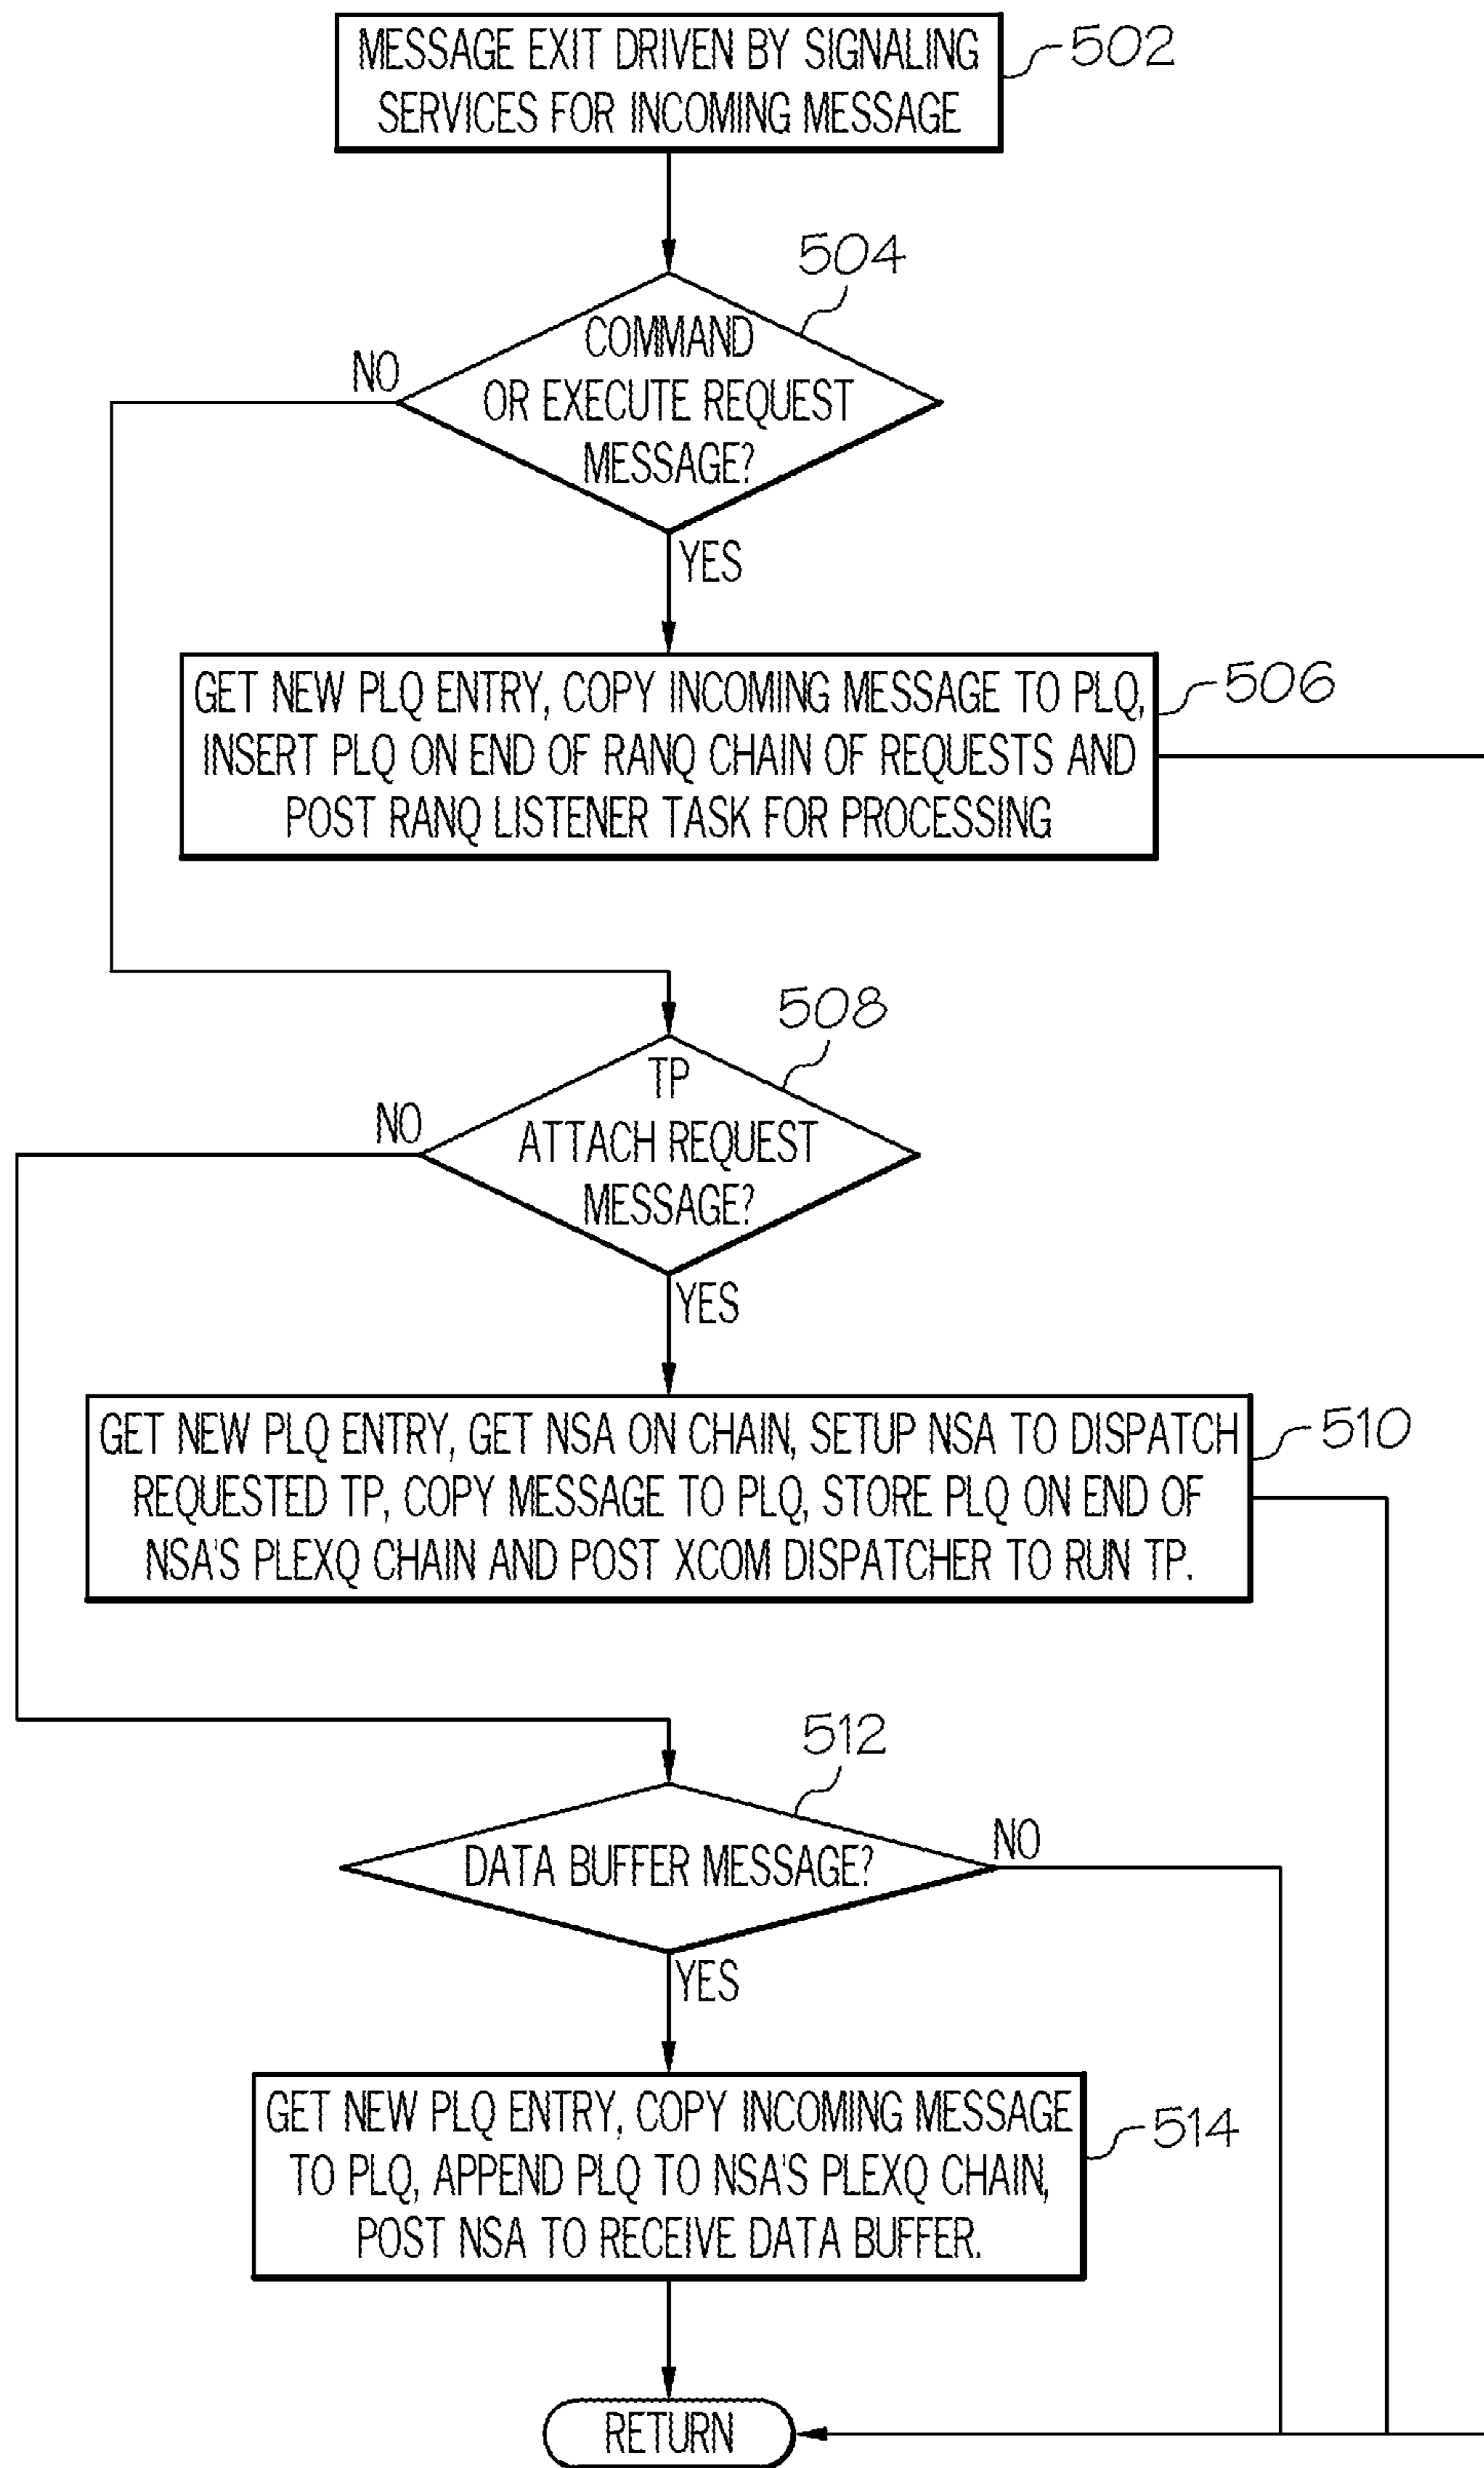 MESSAGE EXIT DRIVEN BY SIGNALING
SERVICES FOR INCOMING MESSAGE
502
504
COMMAND
OR EXECUTE REQUEST
MESSAGE?
NO
YES
GET NEW PLQ ENTRY, COPY INCOMING MESSAGE TO PLQ,
INSERT PLQ ON END OF RANQ CHAIN OF REQUESTS AND
POST RANQ LISTENER TASK FOR PROCESSING
506
508
TP
ATTACH REQUEST
MESSAGE?
NO
YES
GET NEW PLQ ENTRY, GET NSA ON CHAIN, SETUP NSA TO DISPATCH
REQUESTED TP, COPY MESSAGE TO PLQ, STORE PLQ ON END OF
NSA'S PLEXQ CHAIN AND POST XCOM DISPATCHER TO RUN TP.
510
512
DATA BUFFER MESSAGE?
NO
YES
GET NEW PLQ ENTRY, COPY INCOMING MESSAGE
TO PLQ, APPEND PLQ TO NSA'S PLEXQ CHAIN,
POST NSA TO RECEIVE DATA BUFFER.
514
RETURN